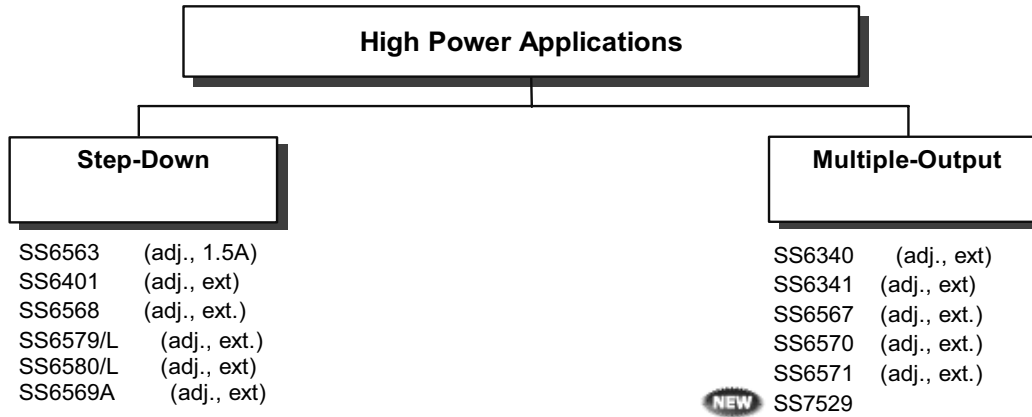 High Power Applications
Step-Down
SS6563 (adj., 1.5A)
SS6401 (adj., ext)
SS6568 (adj., ext.)
SS6579/L (adj., ext.)
SS6580/L (adj., ext)
SS6569A (adj., ext)
Multiple-Output
SS6340 (adj., ext)
SS6341 (adj., ext)
SS6567 (adj., ext.)
SS6570 (adj., ext.)
SS6571 (adj., ext.)
NEW SS7529